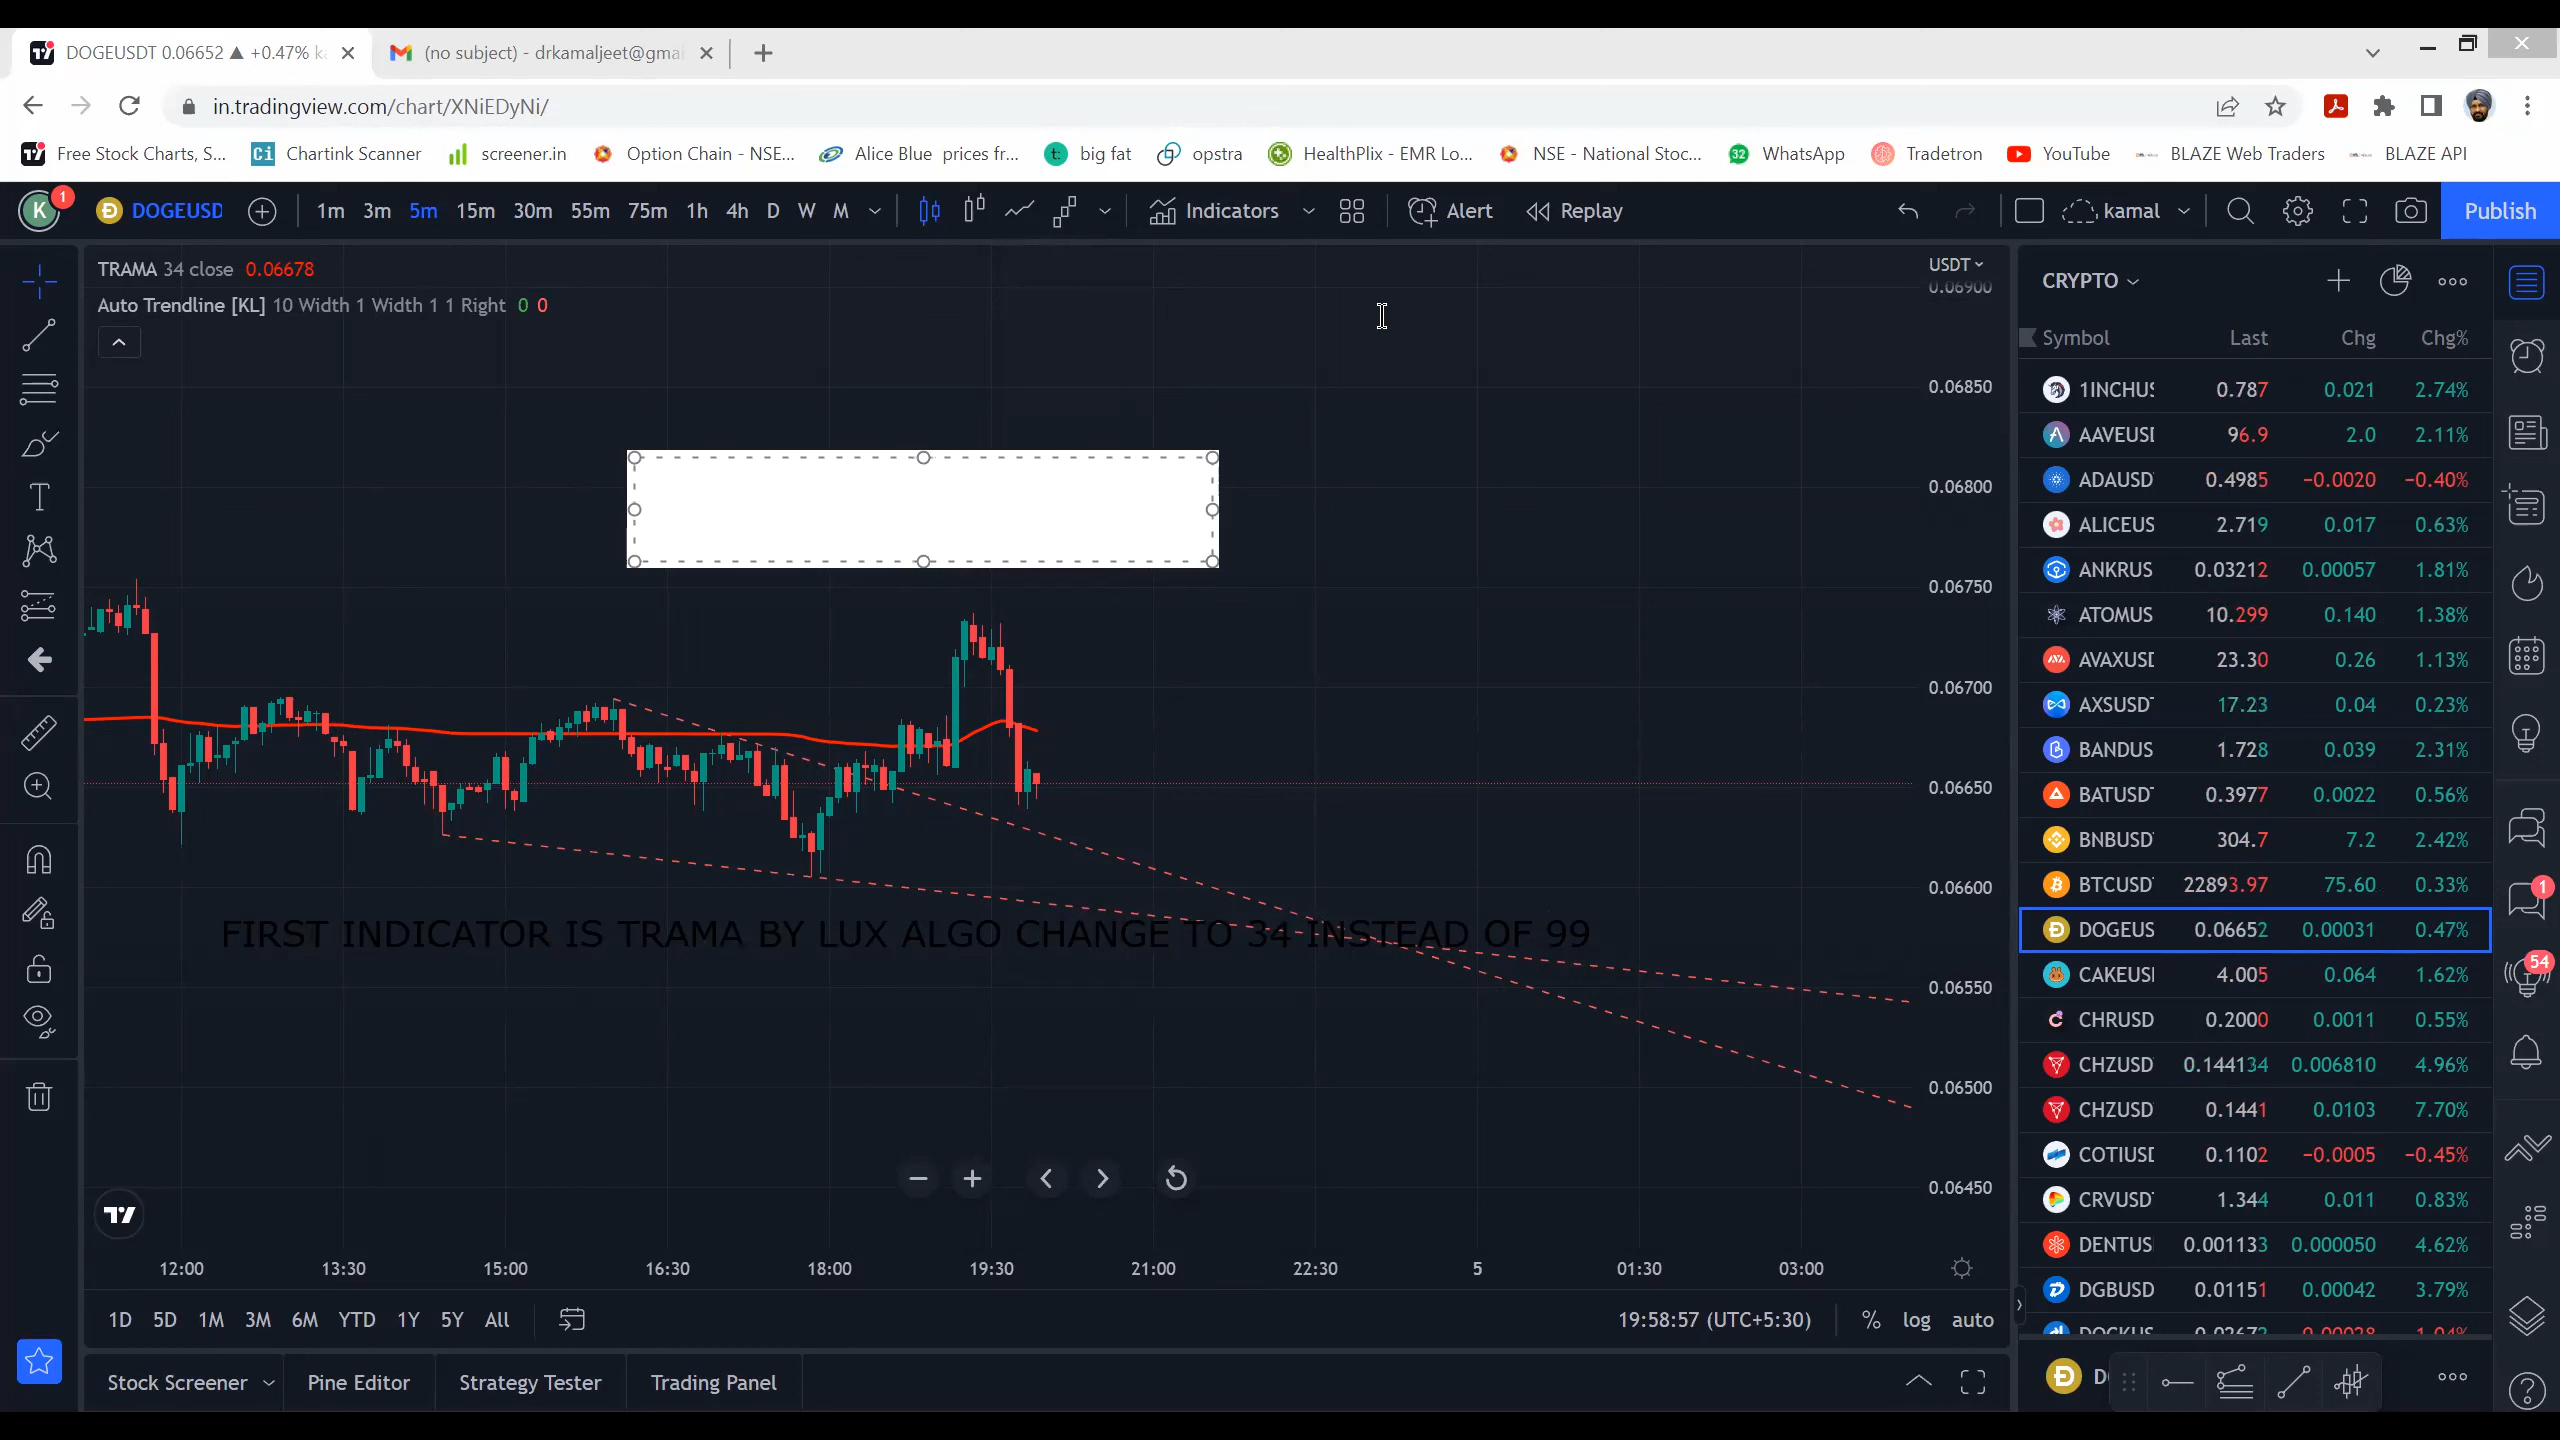 DOGEUSDT 0.06652 ▲ +0.47% ka
(no subject) - drkamaljeet@gmai
in.tradingview.com/chart/XNiEDyNi/
Free Stock Charts, S... Chartink Scanner screener.in Option Chain - NSE... Alice Blue prices fr... big fat opstra HealthPlix - EMR Lo... NSE - National Stoc... 32 WhatsApp Tradetron YouTube BLAZE Web Traders BLAZE API
K 1 DOGEUSD 1m 3m 5m 15m 30m 55m 75m 1h 4h D W M Indicators Alert Replay kamal Publish
TRAMA 34 close 0.06678
Auto Trendline [KL] 10 Width 1 Width 1 1 Right 0 0
USDT
0.06900
0.06850
0.06800
0.06750
0.06700
0.06650
0.06600
0.06550
0.06500
0.06450
FIRST INDICATOR IS TRAMA BY LUX ALGO CHANGE TO 34 INSTEAD OF 99
12:00 13:30 15:00 16:30 18:00 19:30 21:00 22:30 5 01:30 03:00
1D 5D 1M 3M 6M YTD 1Y 5Y All 19:58:57 (UTC+5:30) % log auto
Stock Screener Pine Editor Strategy Tester Trading Panel
CRYPTO
Symbol Last Chg Chg%
1INCHUS 0.787 0.021 2.74%
AAVEUSD 96.9 2.0 2.11%
ADAUSD 0.4985 −0.0020 −0.40%
ALICEUS 2.719 0.017 0.63%
ANKRUS 0.03212 0.00057 1.81%
ATOMUS 10.299 0.140 1.38%
AVAXUSD 23.30 0.26 1.13%
AXSUSDT 17.23 0.04 0.23%
BANDUS 1.728 0.039 2.31%
BATUSDT 0.3977 0.0022 0.56%
BNBUSD 304.7 7.2 2.42%
BTCUSD 22893.97 75.60 0.33%
DOGEUS 0.06652 0.00031 0.47%
CAKEUSD 4.005 0.064 1.62%
CHRUSD 0.2000 0.0011 0.55%
CHZUSD 0.144134 0.006810 4.96%
CHZUSD 0.1441 0.0103 7.70%
COTIUSD 0.1102 −0.0005 −0.45%
CRVUSDT 1.344 0.011 0.83%
DENTUS 0.001133 0.000050 4.62%
DGBUSD 0.01151 0.00042 3.79%
1
54